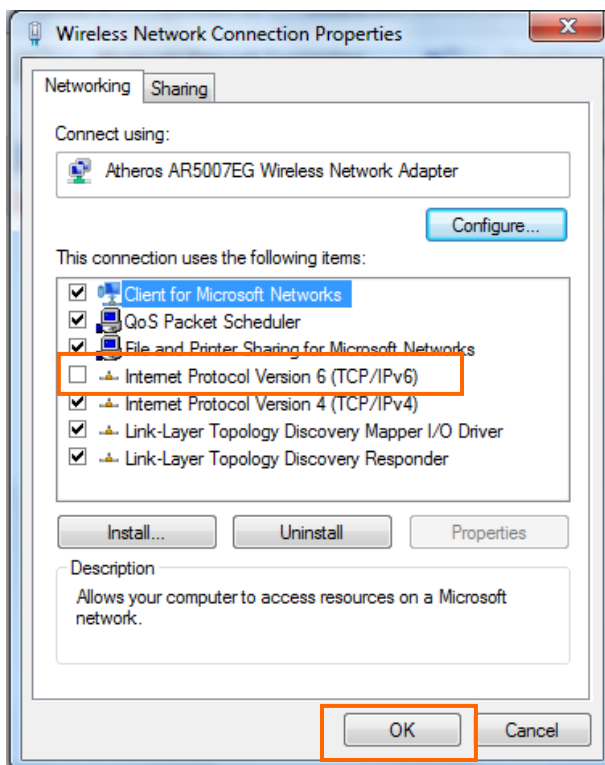 Wireless Network Connection Properties
Networking
Sharing
Connect using:
Atheros AR5007EG Wireless Network Adapter
Configure...
This connection uses the following items:
Client for Microsoft Networks
QoS Packet Scheduler
File and Printer Sharing for Microsoft Networks
Internet Protocol Version 6 (TCP/IPv6)
Internet Protocol Version 4 (TCP/IPv4)
Link-Layer Topology Discovery Mapper I/O Driver
Link-Layer Topology Discovery Responder
Install...
Uninstall
Properties
Description
Allows your computer to access resources on a Microsoft
network.
OK
Cancel